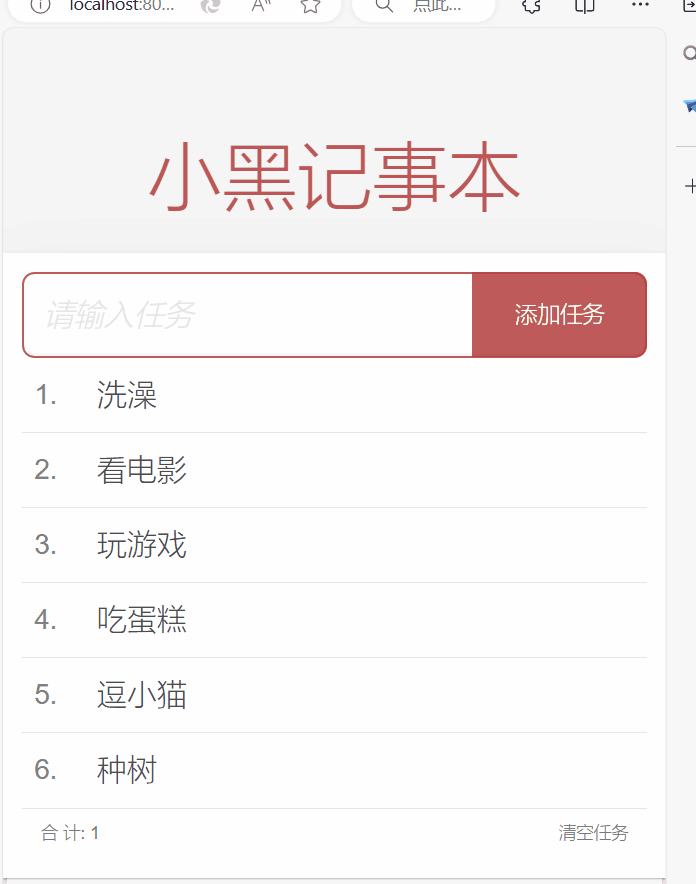 localhost:80...
点此...
小黑记事本
请输入任务
添加任务
1. 洗澡
2. 看电影
3. 玩游戏
4. 吃蛋糕
5. 逗小猫
6. 种树
合 计: 1
清空任务